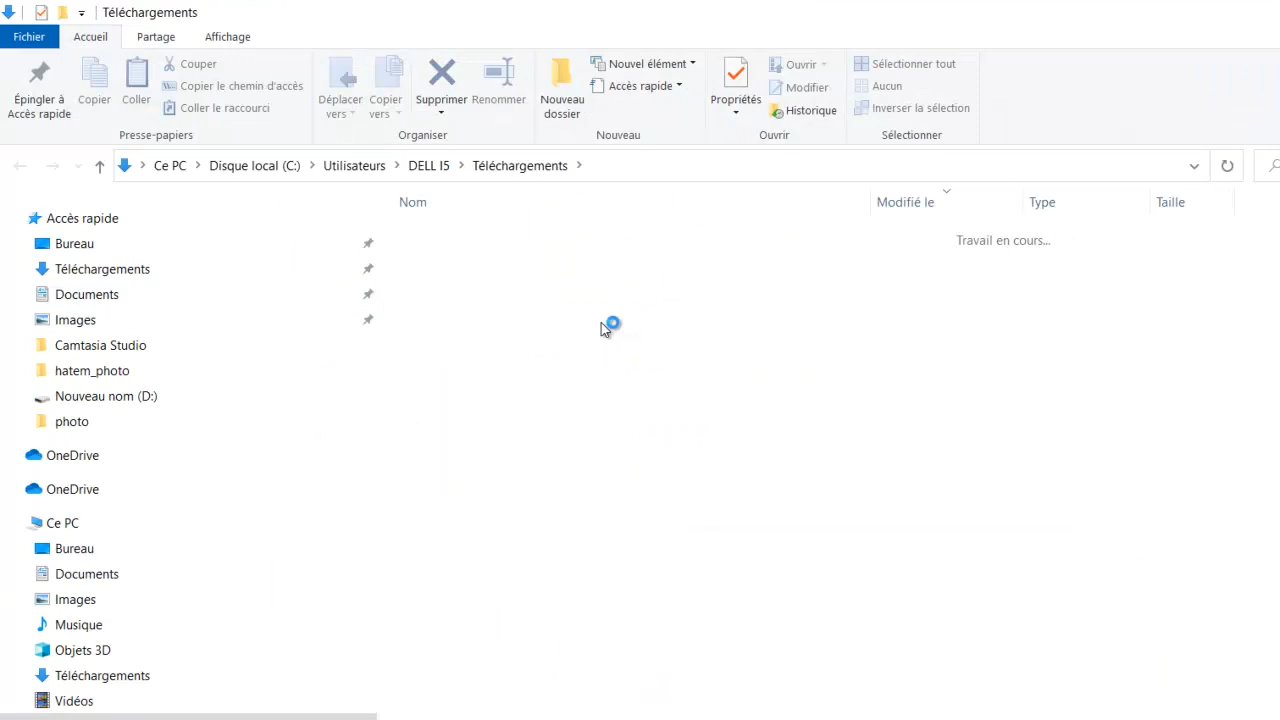 Téléchargements
Fichier Accueil Partage Affichage
Épingler à Accès rapide
Copier
Coller
Couper
Copier le chemin d'accès
Coller le raccourci
Presse-papiers
Déplacer vers
Copier vers
Supprimer
Renommer
Organiser
Nouveau dossier
Nouvel élément
Accès rapide
Nouveau
Propriétés
Ouvrir
Modifier
Historique
Ouvrir
Sélectionner tout
Aucun
Inverser la sélection
Sélectionner
Ce PC > Disque local (C:) > Utilisateurs > DELL I5 > Téléchargements >
Nom Modifié le Type Taille
Travail en cours...
Accès rapide
Bureau
Téléchargements
Documents
Images
Camtasia Studio
hatem_photo
Nouveau nom (D:)
photo
OneDrive
OneDrive
Ce PC
Bureau
Documents
Images
Musique
Objets 3D
Téléchargements
Vidéos